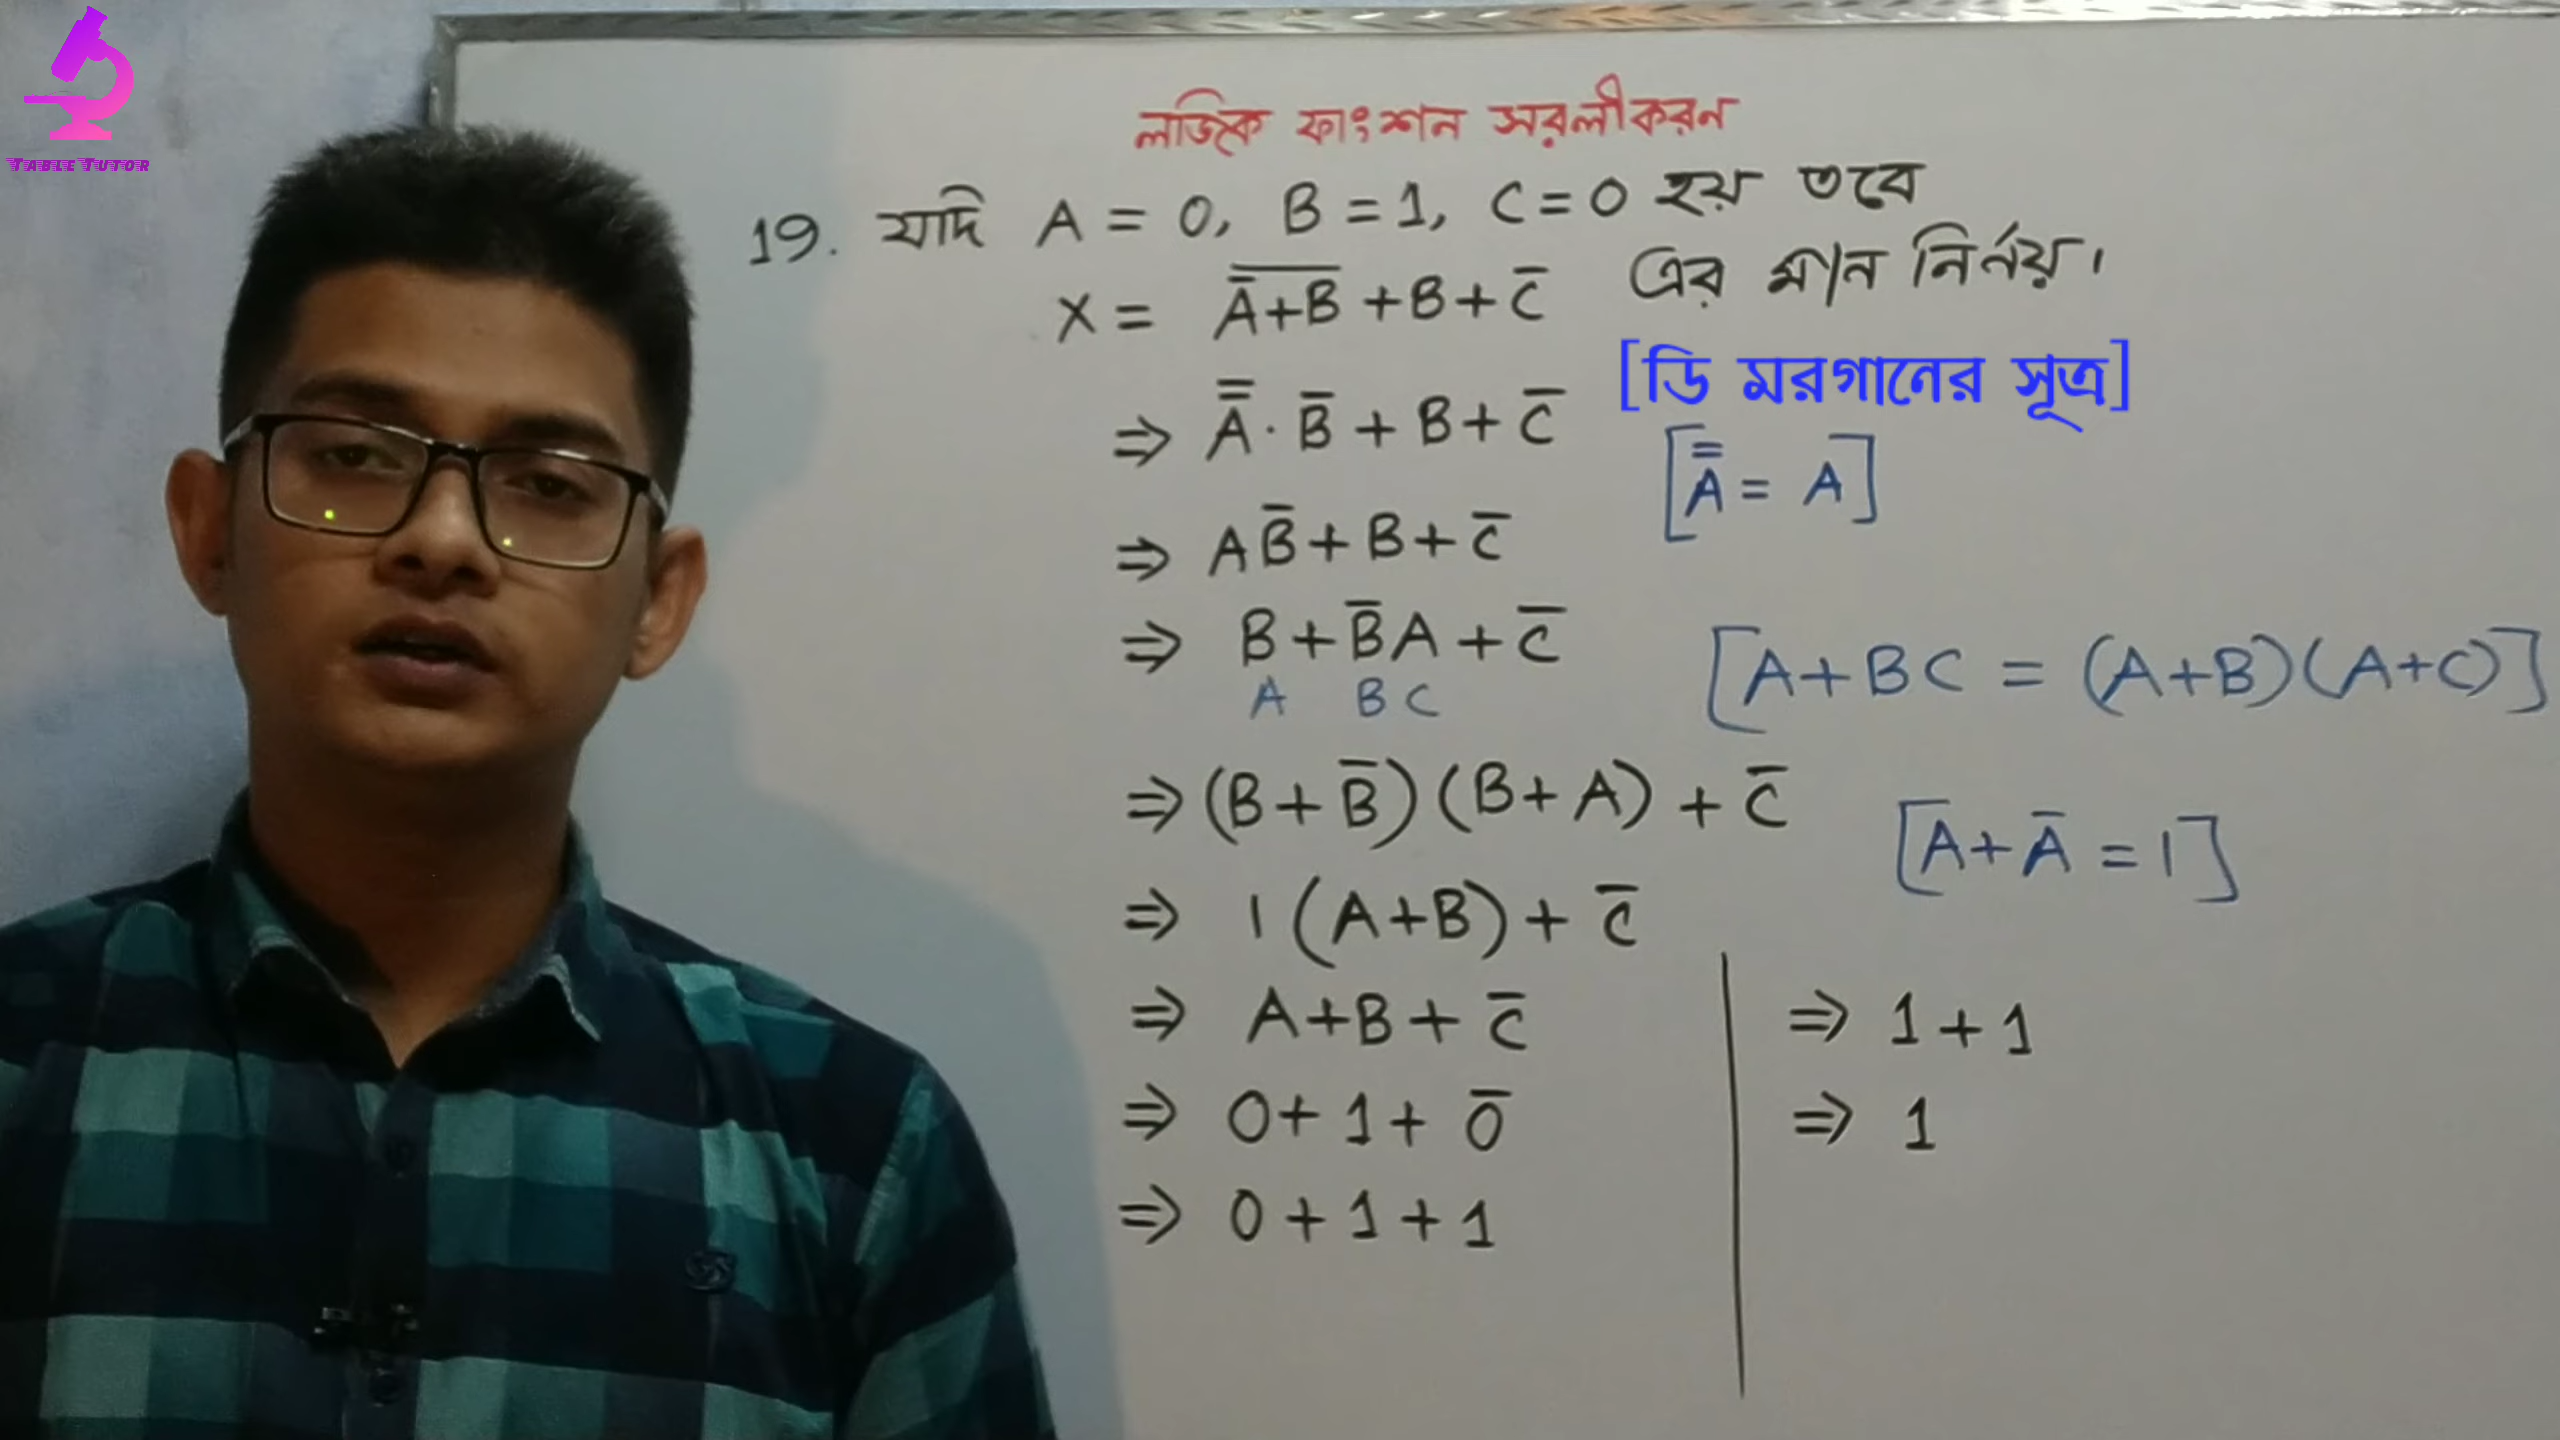 TABLE TUTOR
লজিক ফাংশন সরলীকরন
19. যদি A = 0, B = 1, C = 0 হয় তবে
X = \overline{\overline{A}+B} + B + \overline{C} এর মান নির্নয়।
⇒ \overline{\overline{A}} · \overline{B} + B + \overline{C} [ডি মরগানের সূত্র]
[\overline{\overline{A}} = A]
⇒ A\overline{B} + B + \overline{C}
⇒ B + \overline{B}A + \overline{C} [A+BC = (A+B)(A+C)]
A B C
⇒ (B + \overline{B}) (B + A) + \overline{C}
[A + \overline{A} = 1]
⇒ 1 (A+B) + \overline{C}
⇒ A + B + \overline{C}
⇒ 0 + 1 + \overline{0}
⇒ 0 + 1 + 1
⇒ 1 + 1
⇒ 1